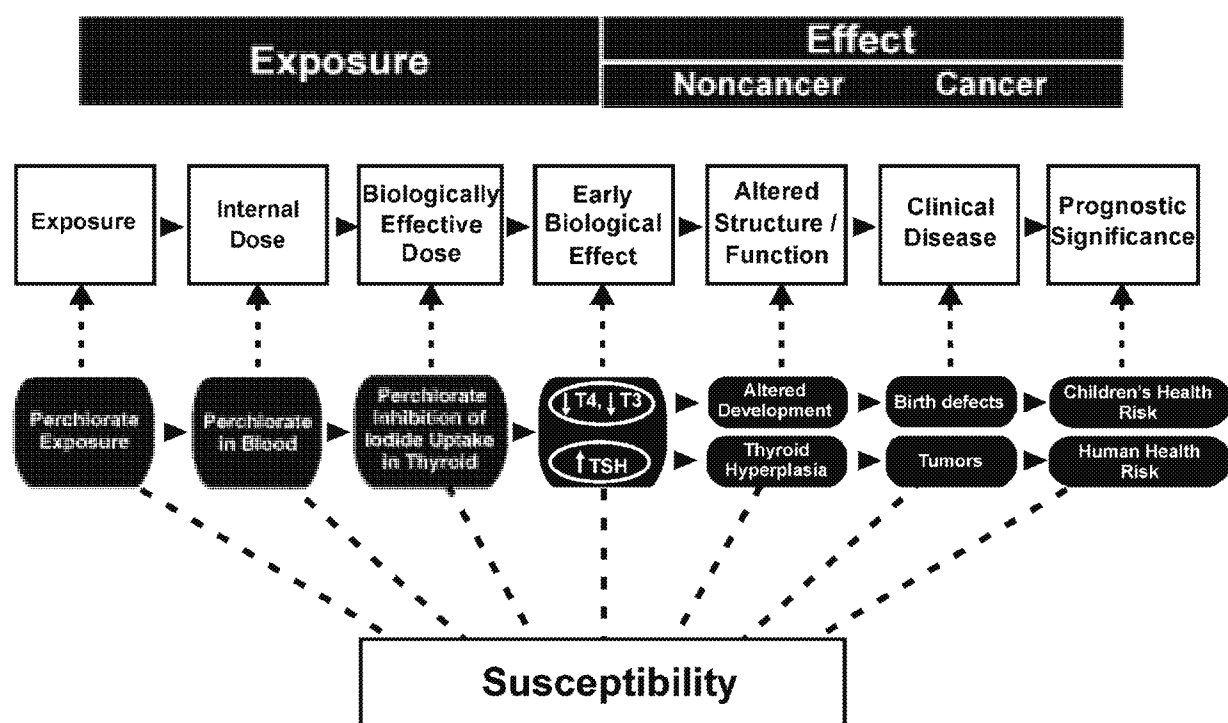 Exposure
Effect
Noncancer Cancer
Exposure
Internal
Dose
Biologically
Effective
Dose
Early
Biological
Effect
Altered
Structure /
Function
Clinical
Disease
Prognostic
Significance
Perchlorate
Exposure
Perchlorate
in Blood
Perchlorate
Inhibition of
Iodide Uptake
in Thyroid
↓ T4, ↓ T3
↑ TSH
Altered
Development
Birth defects
Children's Health
Risk
Thyroid
Hyperplasia
Tumors
Human Health
Risk
Susceptibility